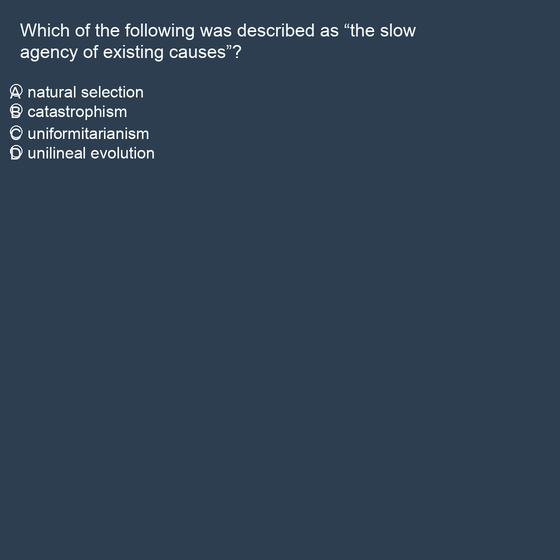 Which of the following was described as “the slow
agency of existing causes”?
A natural selection
B catastrophism
C uniformitarianism
D unilineal evolution